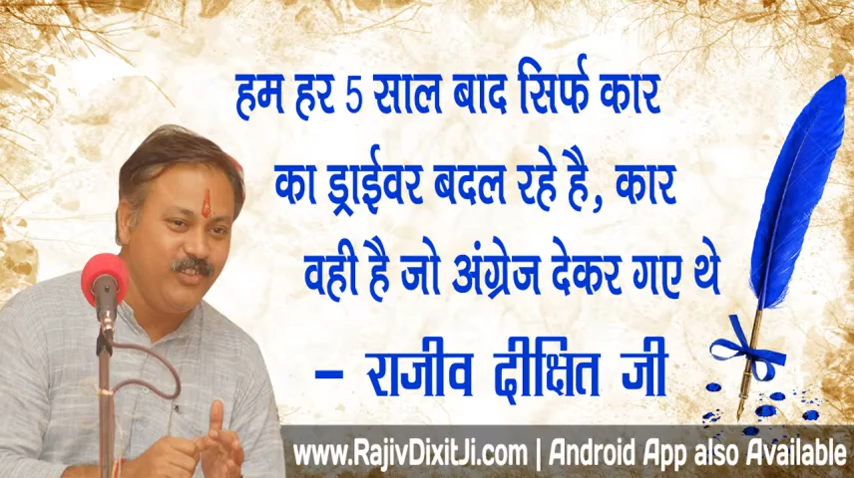 हम हर 5 साल बाद सिर्फ कार
का ड्राईवर बदल रहे है, कार
वही है जो अंग्रेज देकर गए थे
– राजीव दीक्षित जी
www.RajivDixitJi.com | Android App also Available